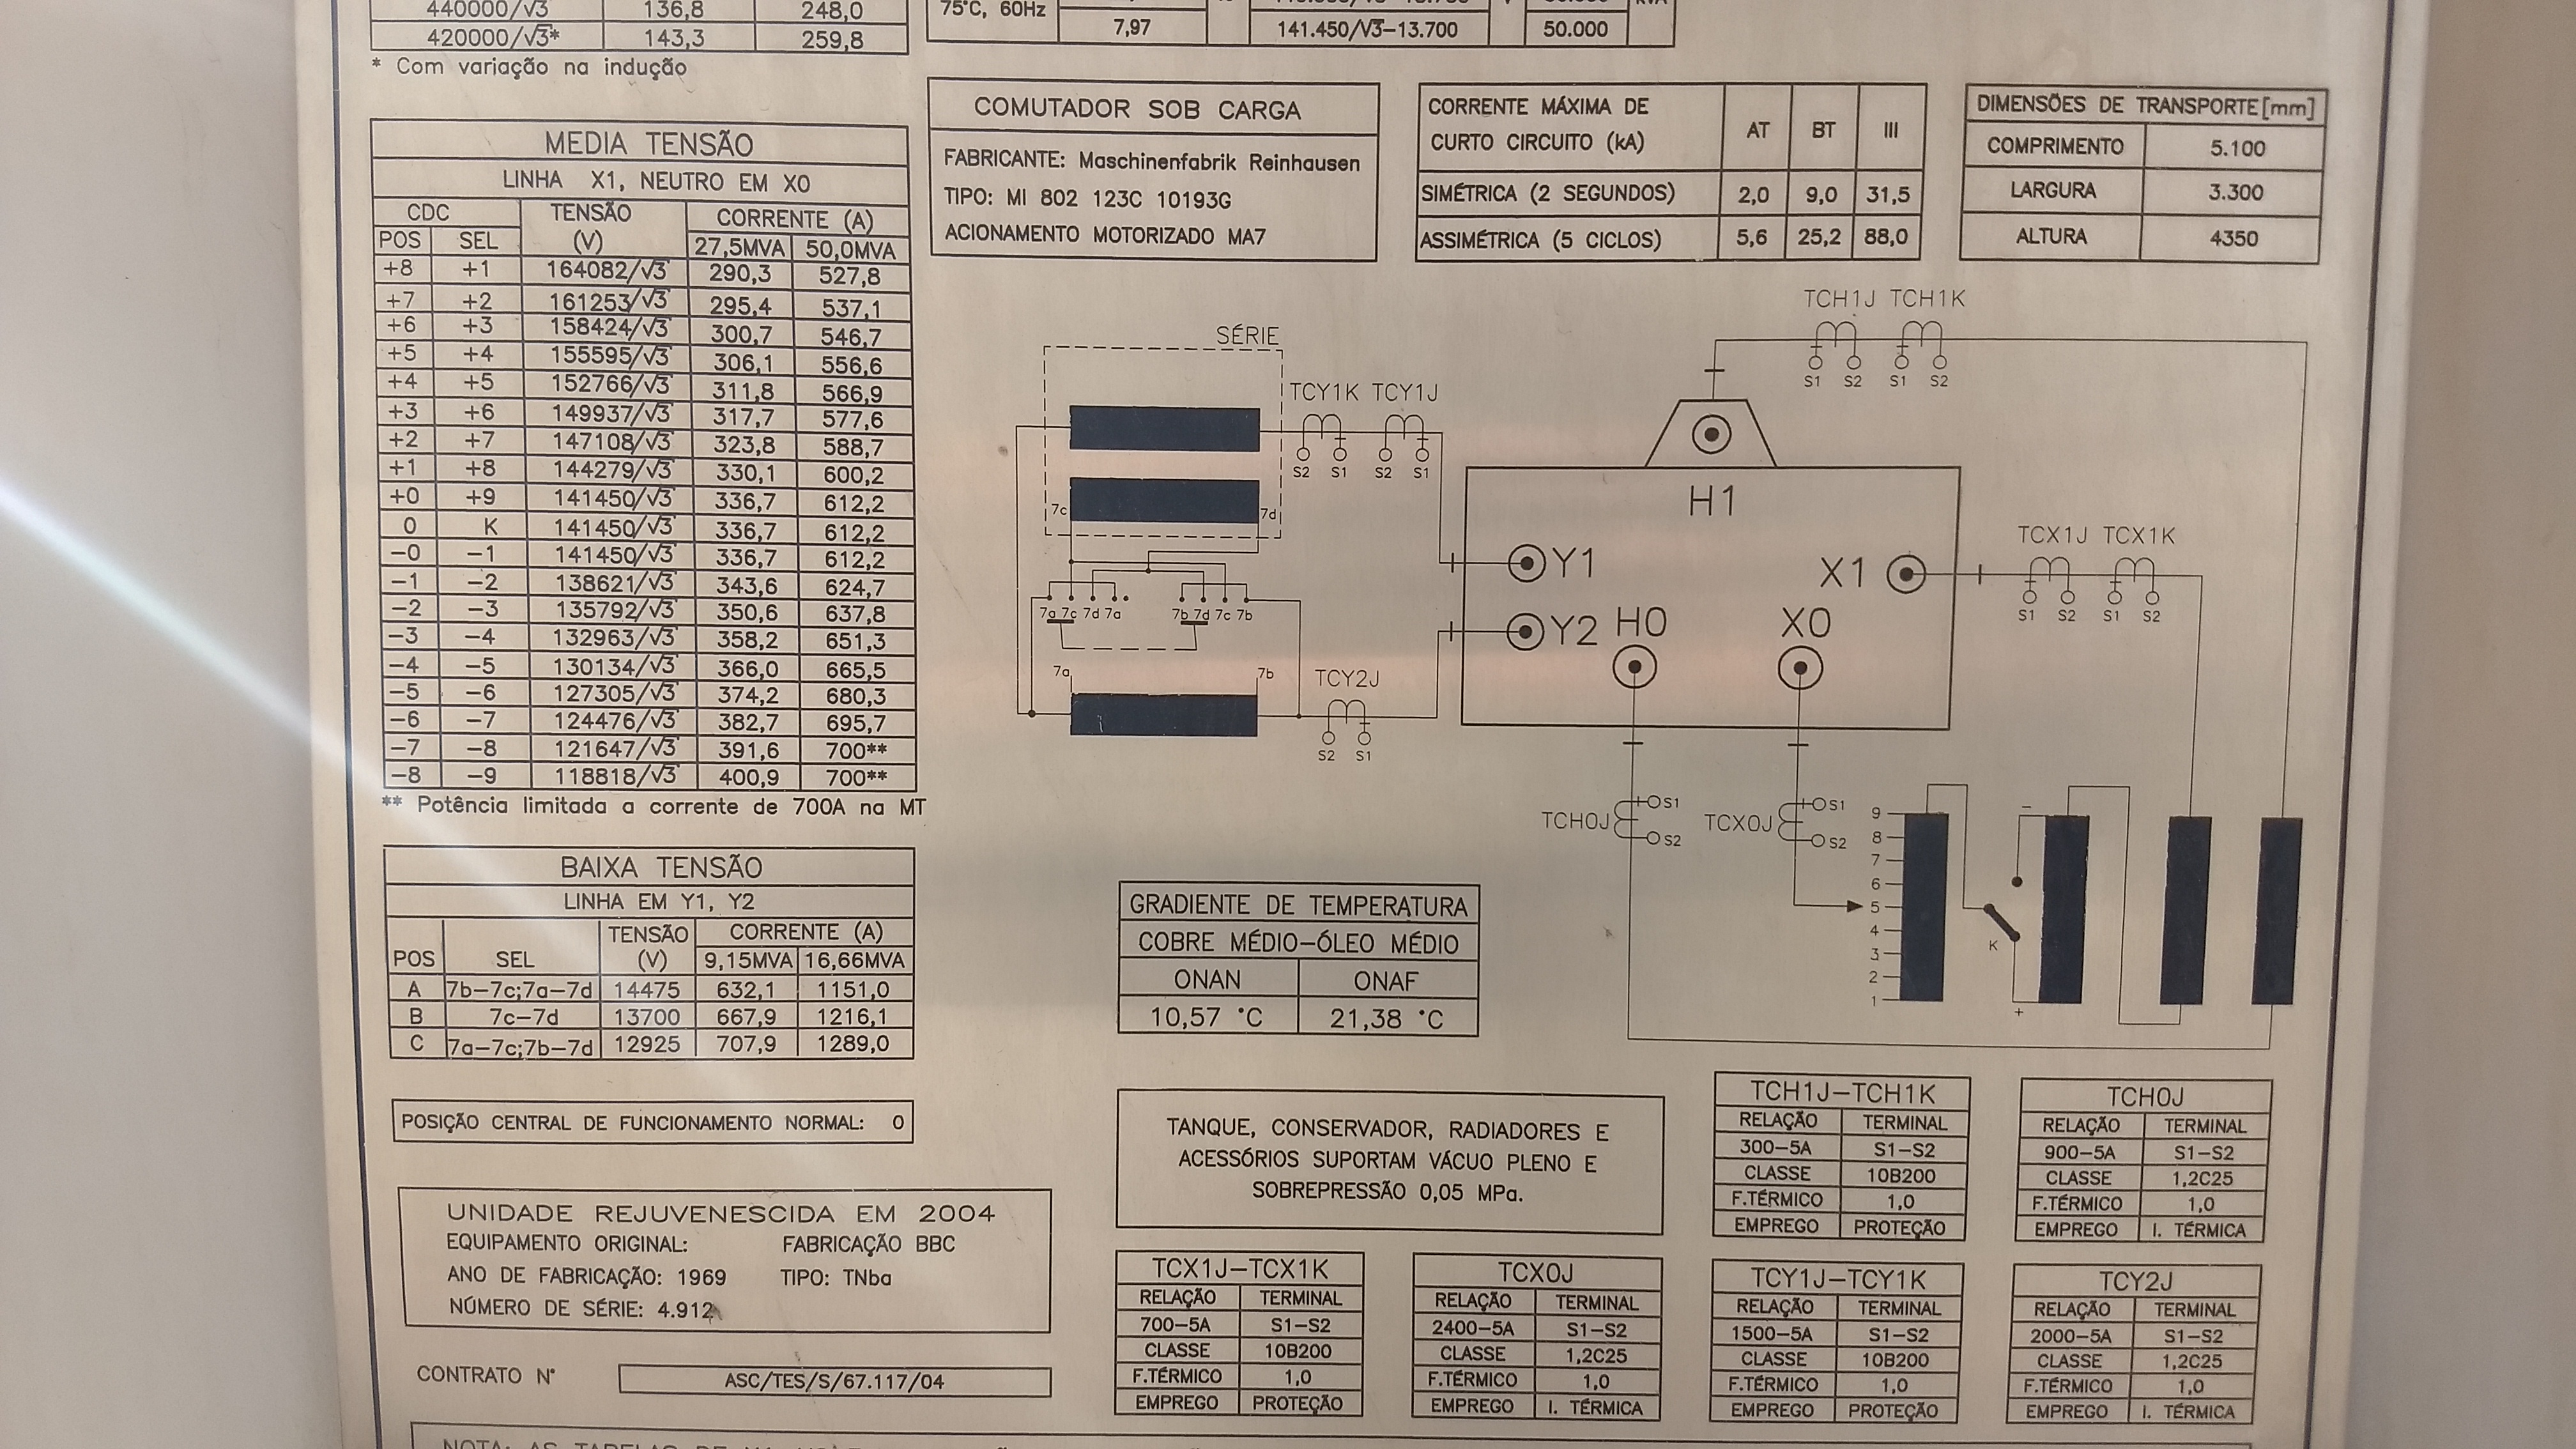 440000/√3 136,8 248,0
420000/√3* 143,3 259,8
* Com variação na indução
75°C, 60Hz
7,97 141.450/√3-13.700 50.000
MEDIA TENSÃO
LINHA X1, NEUTRO EM X0
CDC TENSÃO (V) CORRENTE (A)
POS SEL 27,5MVA 50,0MVA
+8 +1 164082/√3 290,3 527,8
+7 +2 161253/√3 295,4 537,1
+6 +3 158424/√3 300,7 546,7
+5 +4 155595/√3 306,1 556,6
+4 +5 152766/√3 311,8 566,9
+3 +6 149937/√3 317,7 577,6
+2 +7 147108/√3 323,8 588,7
+1 +8 144279/√3 330,1 600,2
+0 +9 141450/√3 336,7 612,2
0 K 141450/√3 336,7 612,2
-0 -1 141450/√3 336,7 612,2
-1 -2 138621/√3 343,6 624,7
-2 -3 135792/√3 350,6 637,8
-3 -4 132963/√3 358,2 651,3
-4 -5 130134/√3 366,0 665,5
-5 -6 127305/√3 374,2 680,3
-6 -7 124476/√3 382,7 695,7
-7 -8 121647/√3 391,6 700**
-8 -9 118818/√3 400,9 700**
** Potência limitada a corrente de 700A na MT
BAIXA TENSÃO
LINHA EM Y1, Y2
TENSÃO (V) CORRENTE (A)
POS SEL 9,15MVA 16,66MVA
A 7b-7c;7a-7d 14475 632,1 1151,0
B 7c-7d 13700 667,9 1216,1
C 7a-7c;7b-7d 12925 707,9 1289,0
POSIÇÃO CENTRAL DE FUNCIONAMENTO NORMAL: 0
UNIDADE REJUVENESCIDA EM 2004
EQUIPAMENTO ORIGINAL: FABRICAÇÃO BBC
ANO DE FABRICAÇÃO: 1969 TIPO: TNba
NÚMERO DE SÉRIE: 4.912
CONTRATO N° ASC/TES/S/67.117/04
COMUTADOR SOB CARGA
FABRICANTE: Maschinenfabrik Reinhausen
TIPO: MI 802 123C 10193G
ACIONAMENTO MOTORIZADO MA7
CORRENTE MÁXIMA DE
CURTO CIRCUITO (kA) AT BT III
SIMÉTRICA (2 SEGUNDOS) 2,0 9,0 31,5
ASSIMÉTRICA (5 CICLOS) 5,6 25,2 88,0
DIMENSÕES DE TRANSPORTE[mm]
COMPRIMENTO 5.100
LARGURA 3.300
ALTURA 4350
TCH1J TCH1K
S1 S2 S1 S2
SÉRIE
TCY1K TCY1J
S2 S1 S2 S1
7c 7d
H1
Y1
X1
TCX1J TCX1K
S1 S2 S1 S2
7a 7c 7d 7a 7b 7d 7c 7b
Y2 H0 X0
7a 7b
TCY2J
S2 S1
TCH0J S1 S2
TCX0J S1 S2
9
8
7
6
5
4
3
2
1
K
-
+
GRADIENTE DE TEMPERATURA
COBRE MÉDIO-ÓLEO MÉDIO
ONAN ONAF
10,57 °C 21,38 °C
TANQUE, CONSERVADOR, RADIADORES E
ACESSÓRIOS SUPORTAM VÁCUO PLENO E
SOBREPRESSÃO 0,05 MPa.
TCH1J-TCH1K
RELAÇÃO TERMINAL
300-5A S1-S2
CLASSE 10B200
F.TÉRMICO 1,0
EMPREGO PROTEÇÃO
TCH0J
RELAÇÃO TERMINAL
900-5A S1-S2
CLASSE 1,2C25
F.TÉRMICO 1,0
EMPREGO I. TÉRMICA
TCX1J-TCX1K
RELAÇÃO TERMINAL
700-5A S1-S2
CLASSE 10B200
F.TÉRMICO 1,0
EMPREGO PROTEÇÃO
TCX0J
RELAÇÃO TERMINAL
2400-5A S1-S2
CLASSE 1,2C25
F.TÉRMICO 1,0
EMPREGO I. TÉRMICA
TCY1J-TCY1K
RELAÇÃO TERMINAL
1500-5A S1-S2
CLASSE 10B200
F.TÉRMICO 1,0
EMPREGO PROTEÇÃO
TCY2J
RELAÇÃO TERMINAL
2000-5A S1-S2
CLASSE 1,2C25
F.TÉRMICO 1,0
EMPREGO I. TÉRMICA
NOTA: AS TABELAS DE